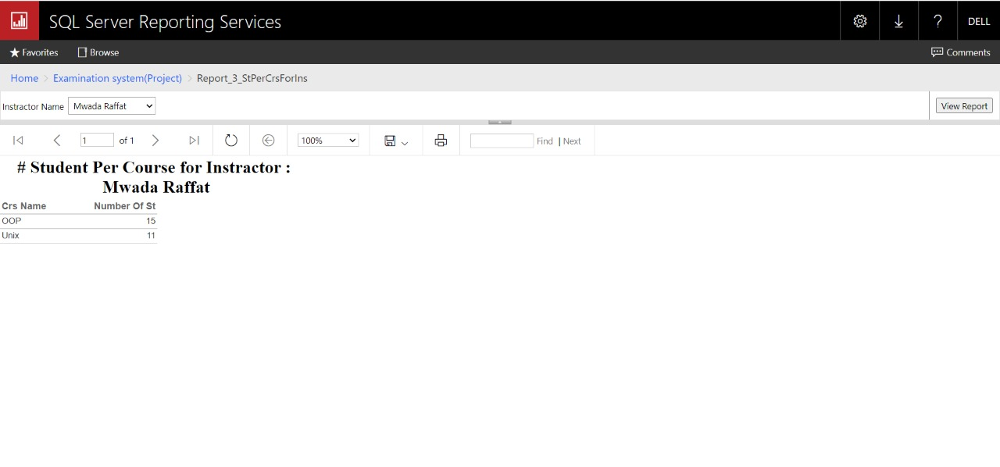 SQL Server Reporting Services ? DELL
Favorites Browse Comments
Home > Examination system(Project) > Report_3_StPerCrsForIns
Instructor Name Mwada Raffat View Report
1 of 1 100% Find | Next
# Student Per Course for Instructor :
Mwada Raffat
Crs Name Number Of St
OOP 15
Unix 11